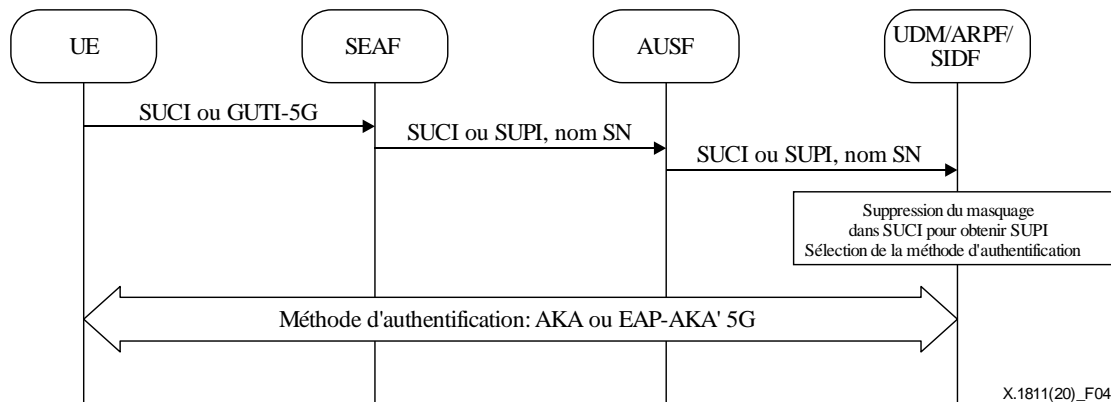 UE
SEAF
AUSF
UDM/ARPF/
SIDF
SUCI ou GUTI-5G
SUCI ou SUPI, nom SN
SUCI ou SUPI, nom SN
Suppression du masquage
dans SUCI pour obtenir SUPI
Sélection de la méthode d'authentification
Méthode d'authentification: AKA ou EAP-AKA' 5G
X.1811(20)_F04